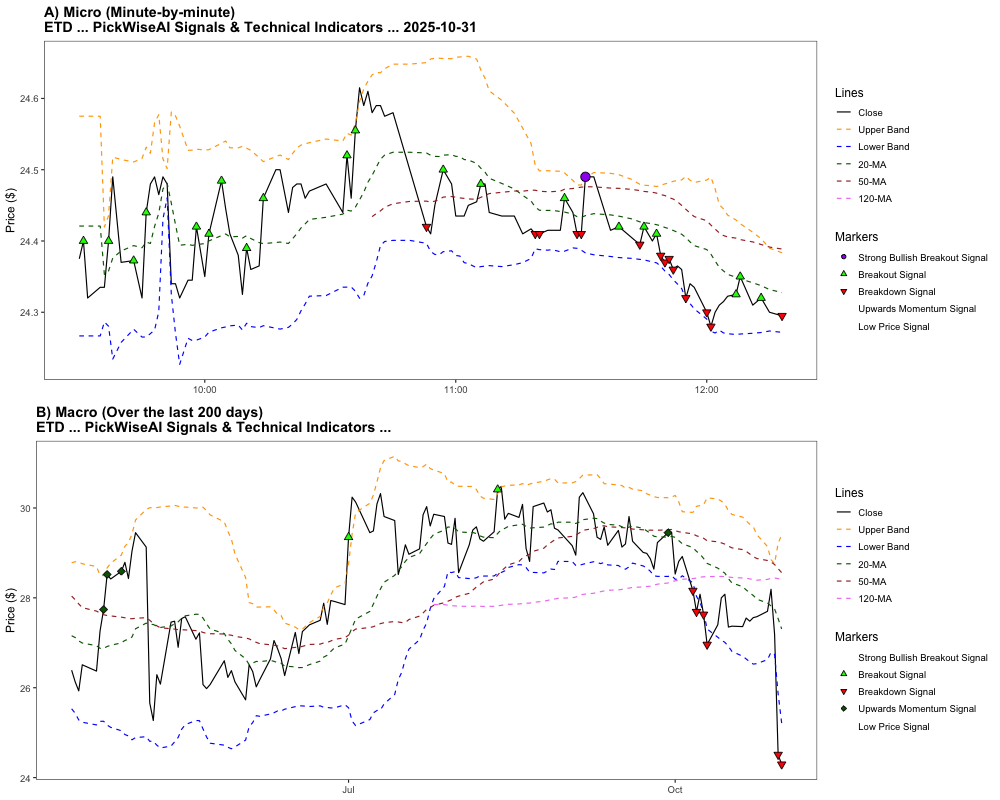 A) Micro (Minute-by-minute)
ETD ... PickWiseAI Signals & Technical Indicators ... 2025-10-31
Price ($)
24.6
24.5
24.4
24.3
10:00
11:00
12:00
Lines
Close
Upper Band
Lower Band
20-MA
50-MA
120-MA
Markers
Strong Bullish Breakout Signal
Breakout Signal
Breakdown Signal
Upwards Momentum Signal
Low Price Signal
B) Macro (Over the last 200 days)
ETD ... PickWiseAI Signals & Technical Indicators ...
Price ($)
30
28
26
24
Jul
Oct
Lines
Close
Upper Band
Lower Band
20-MA
50-MA
120-MA
Markers
Strong Bullish Breakout Signal
Breakout Signal
Breakdown Signal
Upwards Momentum Signal
Low Price Signal